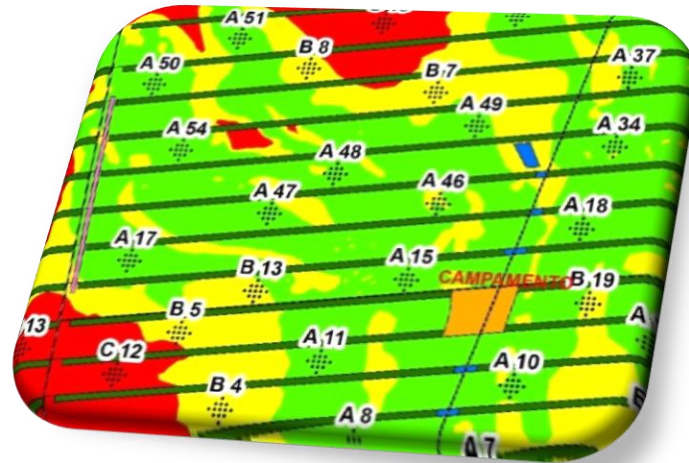 A 51
B 8
A 37
A 50
B 7
A 49
A 34
A 54
A 48
A 47
A 46
A 18
A 17
A 15
B 13
CAMPAMENTO
B 19
B 5
13
A 11
C 12
A 10
B 4
A 8
A 7